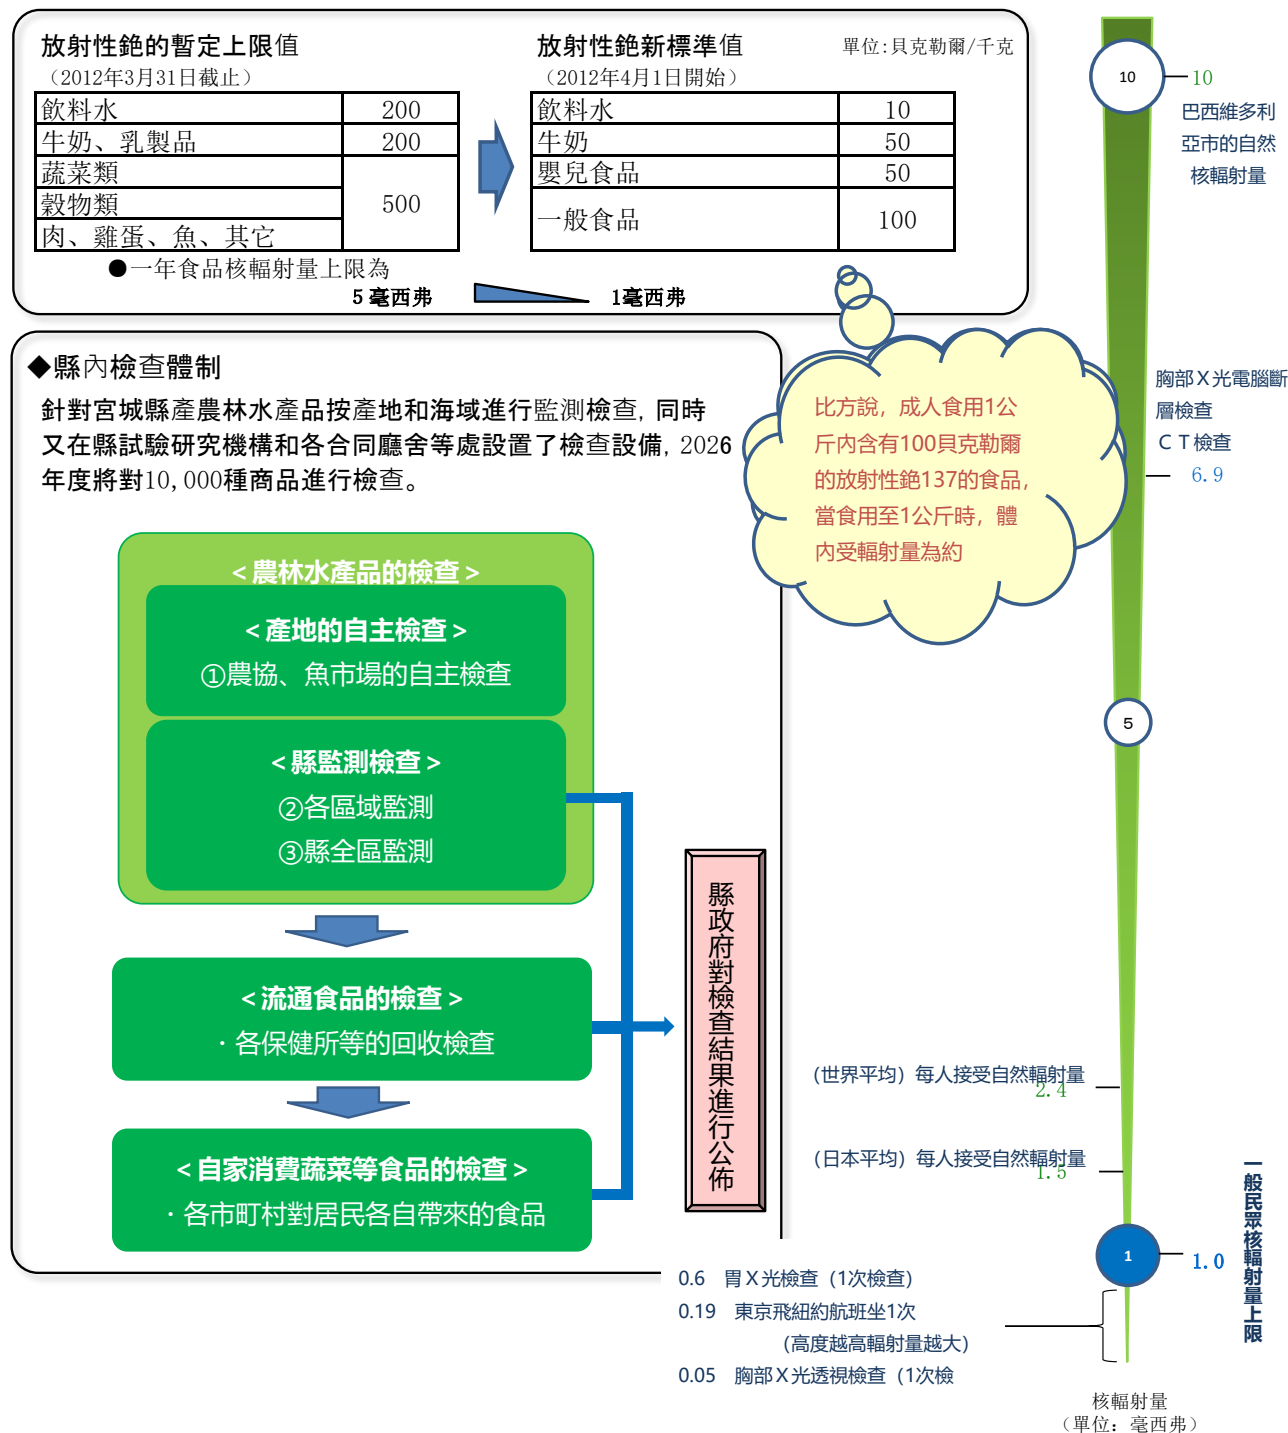 放射性銫的暫定上限值
（2012年3月31日截止）
飲料水 200
牛奶、乳製品 200
蔬菜類
穀物類 500
肉、雞蛋、魚、其它
放射性銫新標準值 單位:貝克勒爾/千克
（2012年4月1日開始）
飲料水 10
牛奶 50
嬰兒食品 50
一般食品 100
●一年食品核輻射量上限為
5 毫西弗 1毫西弗
◆縣內檢查體制
針對宮城縣產農林水產品按產地和海域進行監測檢查, 同時
又在縣試驗研究機構和各合同廳舍等處設置了檢查設備, 2026
年度將對10,000種商品進行檢查。
＜農林水產品的檢查＞
＜產地的自主檢查＞
①農協、魚市場的自主檢查
＜縣監測檢查＞
②各區域監測
③縣全區監測
＜流通食品的檢查＞
・各保健所等的回收檢查
＜自家消費蔬菜等食品的檢查＞
・各市町村對居民各自帶來的食品
縣政府對檢查結果進行公佈
比方說，成人食用1公
斤内含有100貝克勒爾
的放射性銫137的食品，
當食用至1公斤時，體
內受輻射量為約
10
10
巴西維多利
亞市的自然
核輻射量
胸部Ｘ光電腦斷
層檢查
ＣＴ檢查
6.9
5
(世界平均）每人接受自然輻射量
2.4
(日本平均）每人接受自然輻射量
1.5
1
1.0
一般民眾核輻射量上限
0.6 胃Ｘ光檢查（1次檢查）
0.19 東京飛紐約航班坐1次
（高度越高輻射量越大）
0.05 胸部Ｘ光透視檢查（1次檢
核輻射量
（單位：毫西弗）